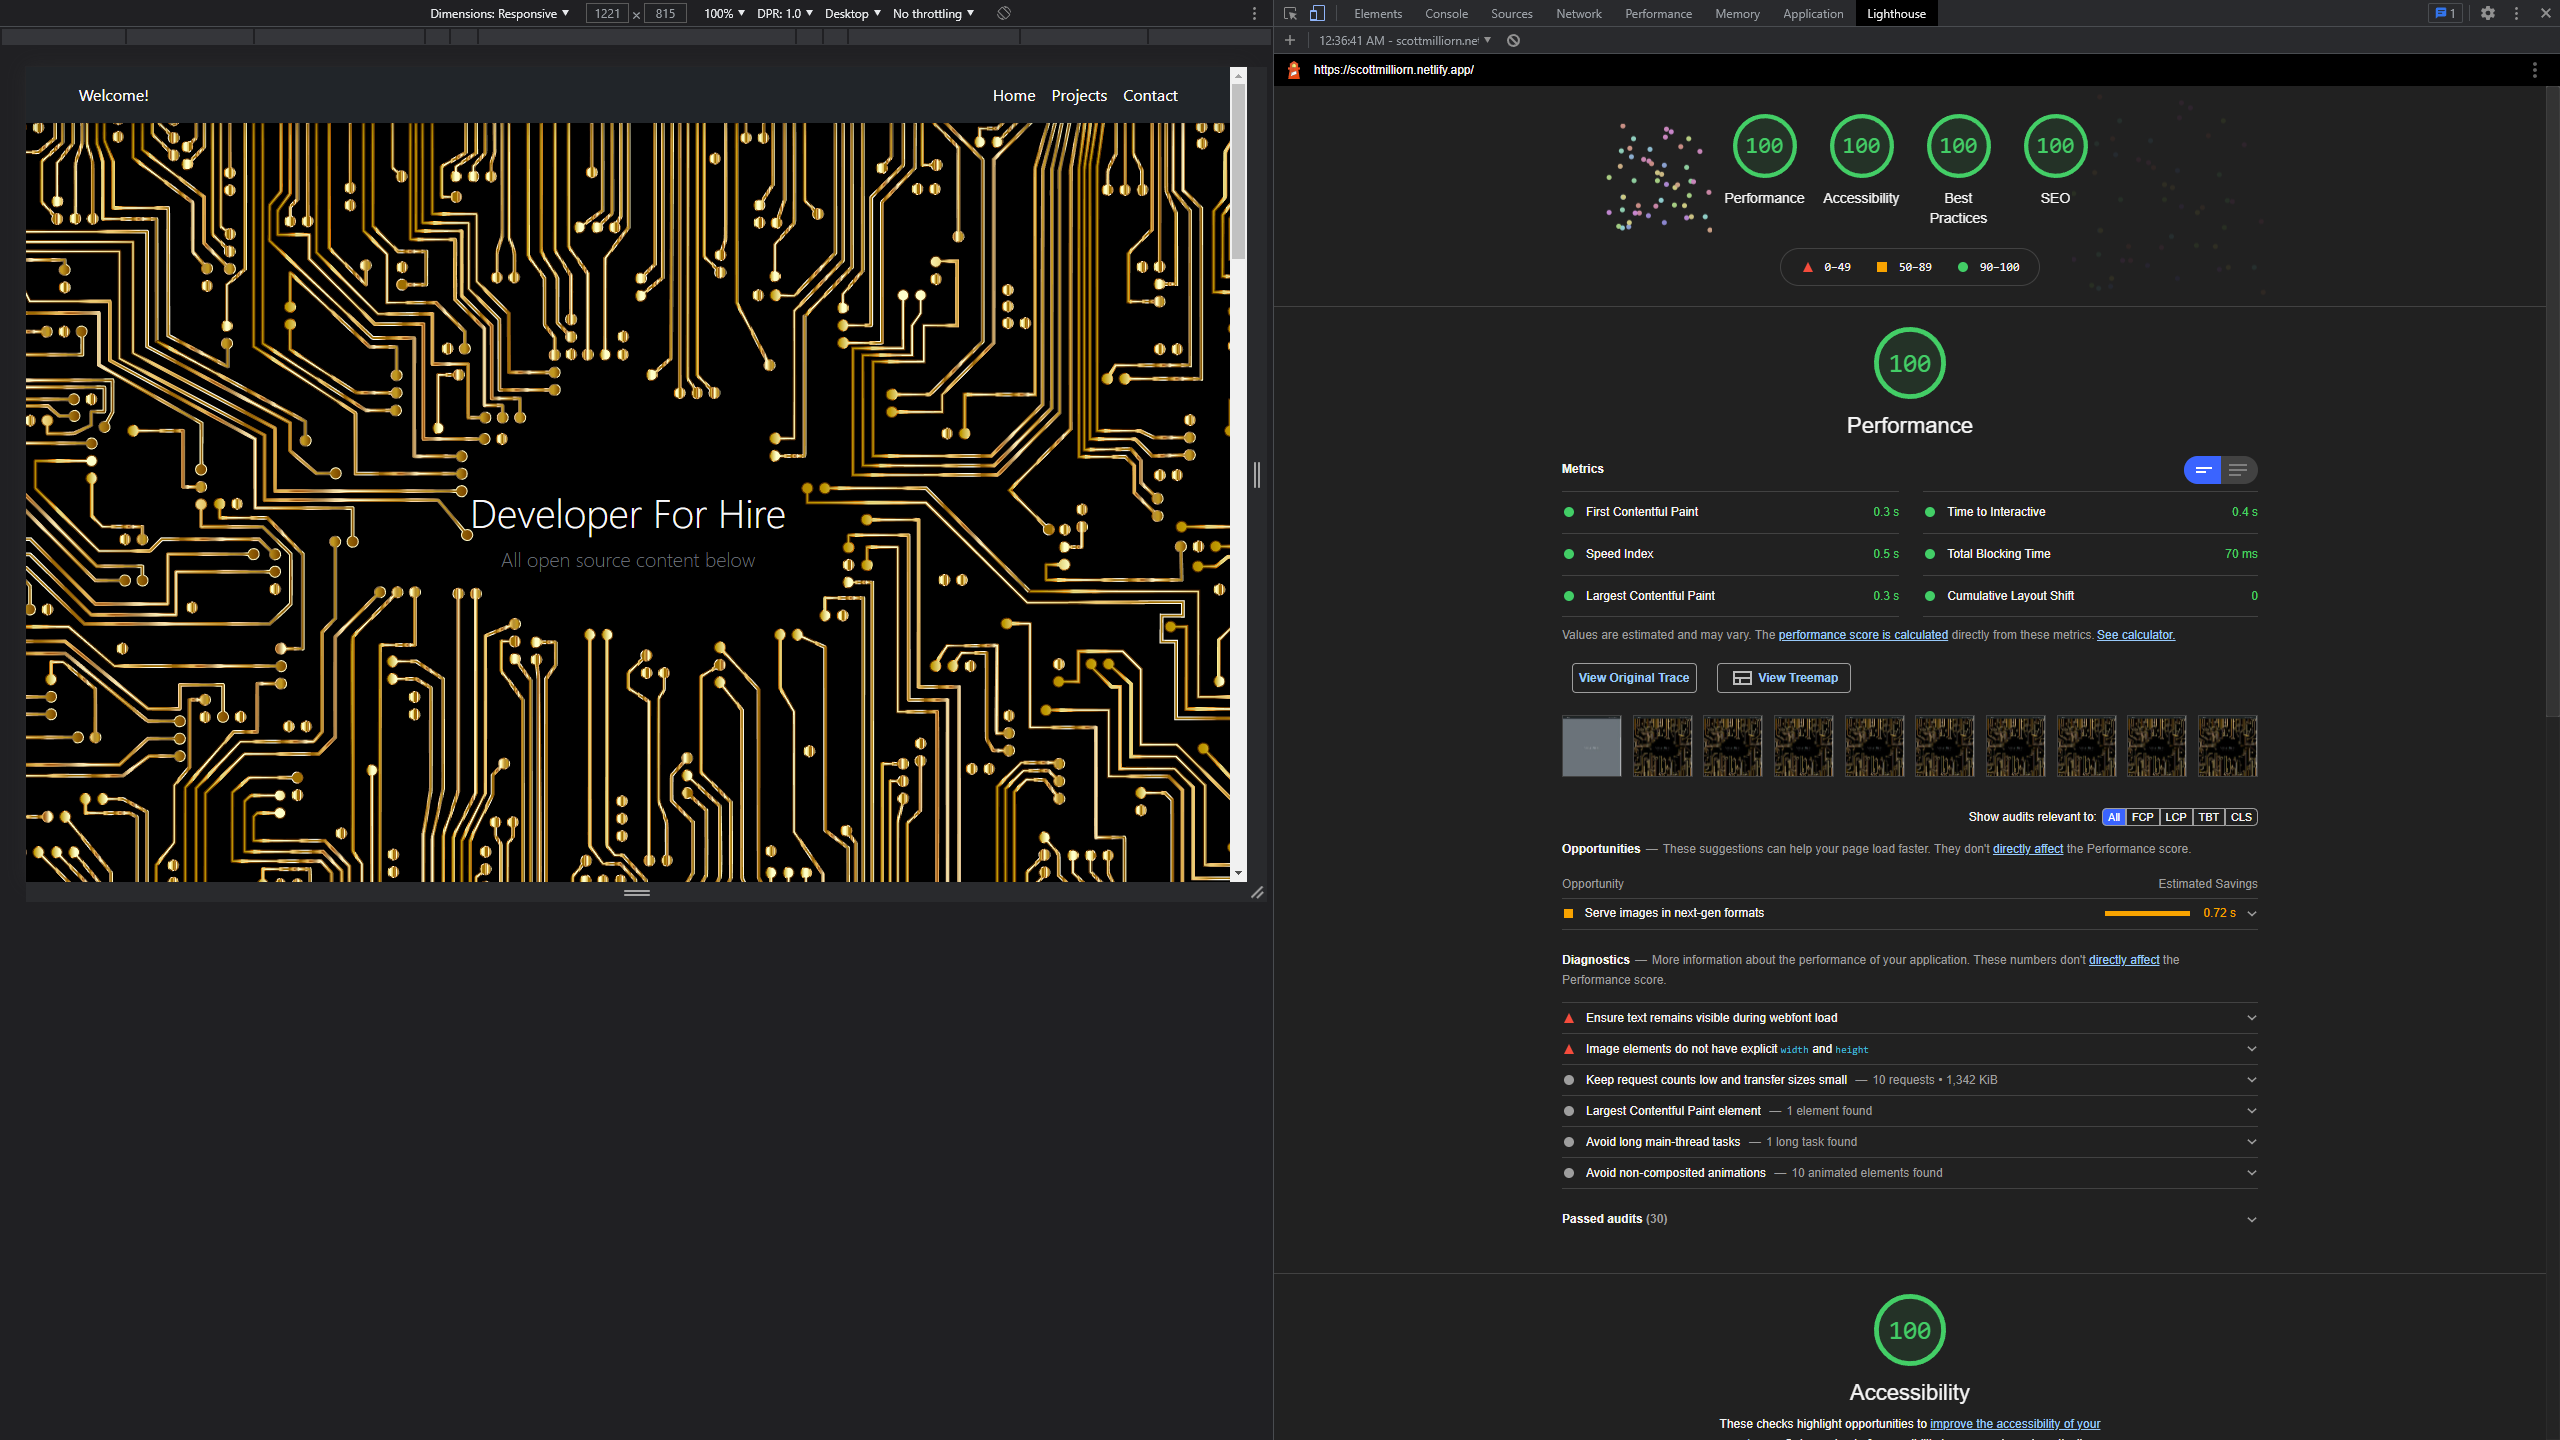 Dimensions: Responsive 1221 × 815 100% DPR: 1.0 Desktop No throttling
Welcome! Home Projects Contact
Developer For Hire
All open source content below
Elements Console Sources Network Performance Memory Application Lighthouse 1
12:36:41 AM - scottmilliorn.net
https://scottmilliorn.netlify.app/
100 100 100 100
Performance Accessibility Best Practices SEO
0–49 50–89 90–100
100
Performance
Metrics
First Contentful Paint 0.3 s
Time to Interactive 0.4 s
Speed Index 0.5 s
Total Blocking Time 70 ms
Largest Contentful Paint 0.3 s
Cumulative Layout Shift 0
Values are estimated and may vary. The performance score is calculated directly from these metrics. See calculator.
View Original Trace View Treemap
Show audits relevant to: All FCP LCP TBT CLS
Opportunities — These suggestions can help your page load faster. They don't directly affect the Performance score.
Opportunity Estimated Savings
Serve images in next-gen formats 0.72 s
Diagnostics — More information about the performance of your application. These numbers don't directly affect the
Performance score.
Ensure text remains visible during webfont load
Image elements do not have explicit width and height
Keep request counts low and transfer sizes small — 10 requests • 1,342 KiB
Largest Contentful Paint element — 1 element found
Avoid long main-thread tasks — 1 long task found
Avoid non-composited animations — 10 animated elements found
Passed audits (30)
100
Accessibility
These checks highlight opportunities to improve the accessibility of your